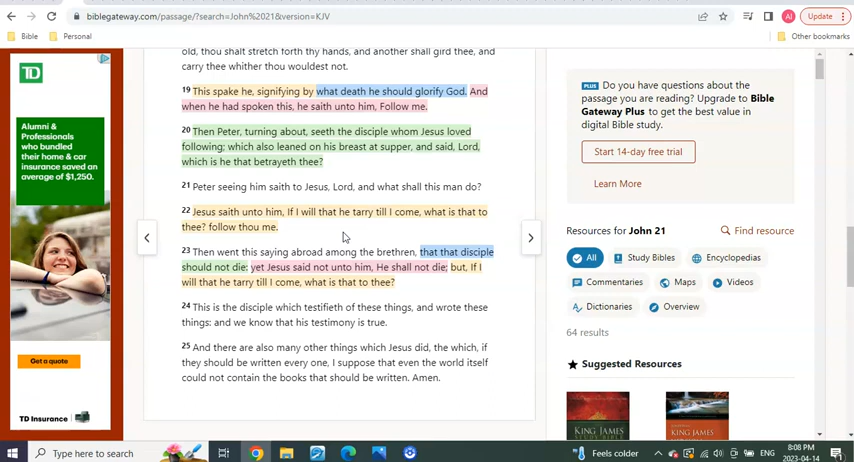 biblegateway.com/passage/?search=John%2021&version=KJV
AI
Update
Bible
Personal
Other bookmarks
TD
Alumni &
Professionals
who bundled
their home & car
insurance saved an
average of $1,250.
Get a quote
TD Insurance
old, thou shalt stretch forth thy hands, and another shall gird thee, and
carry thee whither thou wouldest not.
19 This spake he, signifying by what death he should glorify God. And
when he had spoken this, he saith unto him, Follow me.
20 Then Peter, turning about, seeth the disciple whom Jesus loved
following; which also leaned on his breast at supper, and said, Lord,
which is he that betrayeth thee?
21 Peter seeing him saith to Jesus, Lord, and what shall this man do?
22 Jesus saith unto him, If I will that he tarry till I come, what is that to
thee? follow thou me.
23 Then went this saying abroad among the brethren, that that disciple
should not die: yet Jesus said not unto him, He shall not die; but, If I
will that he tarry till I come, what is that to thee?
24 This is the disciple which testifieth of these things, and wrote these
things: and we know that his testimony is true.
25 And there are also many other things which Jesus did, the which, if
they should be written every one, I suppose that even the world itself
could not contain the books that should be written. Amen.
PLUS Do you have questions about the
passage you are reading? Upgrade to Bible
Gateway Plus to get the best value in
digital Bible study.
Start 14-day free trial
Learn More
Resources for John 21
Find resource
All
Study Bibles
Encyclopedias
Commentaries
Maps
Videos
Dictionaries
Overview
64 results
Suggested Resources
KING JAMES
STUDY BIBLE
KING JAMES
Type here to search
Feels colder
ENG
8:08 PM
2023-04-14